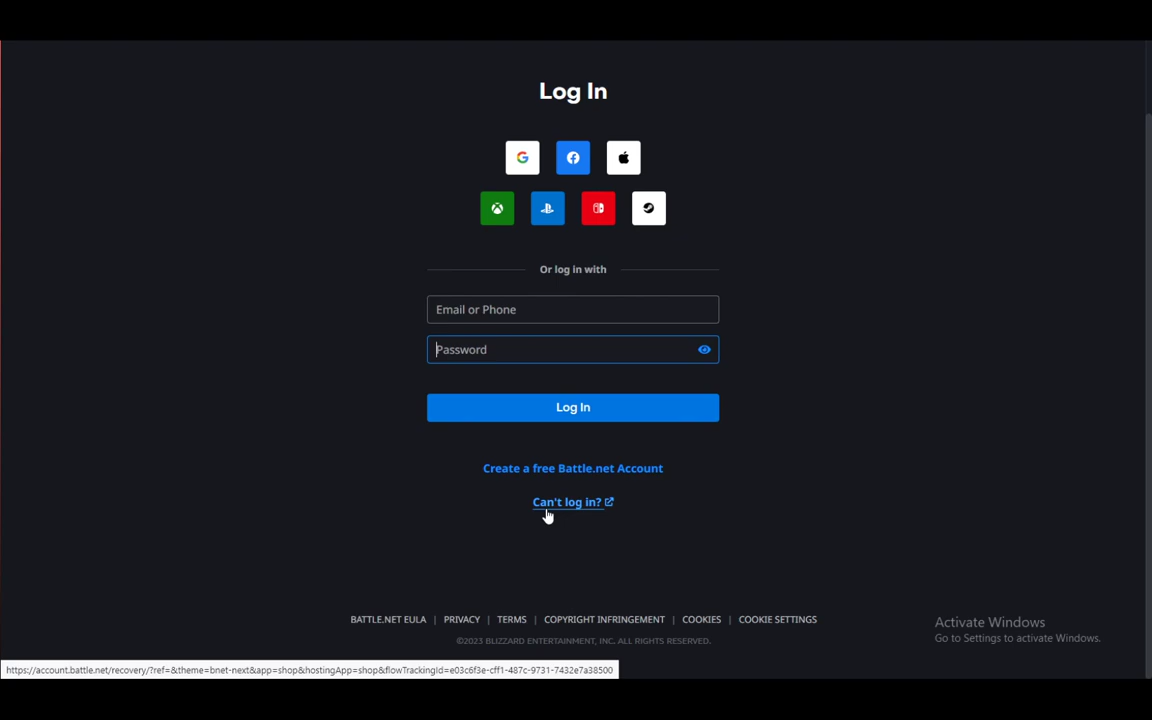 Log In
Or log in with
Email or Phone
Password
Log In
Create a free Battle.net Account
Can't log in?
BATTLE.NET EULA | PRIVACY | TERMS | COPYRIGHT INFRINGEMENT | COOKIES | COOKIE SETTINGS
©2023 BLIZZARD ENTERTAINMENT, INC. ALL RIGHTS RESERVED.
Activate Windows
Go to Settings to activate Windows.
https://account.battle.net/recovery/?ref=&theme=bnet-next&app=shop&hostingApp=shop&flowTrackingId=e03c6f3e-cff1-487c-9731-7432e7a38500